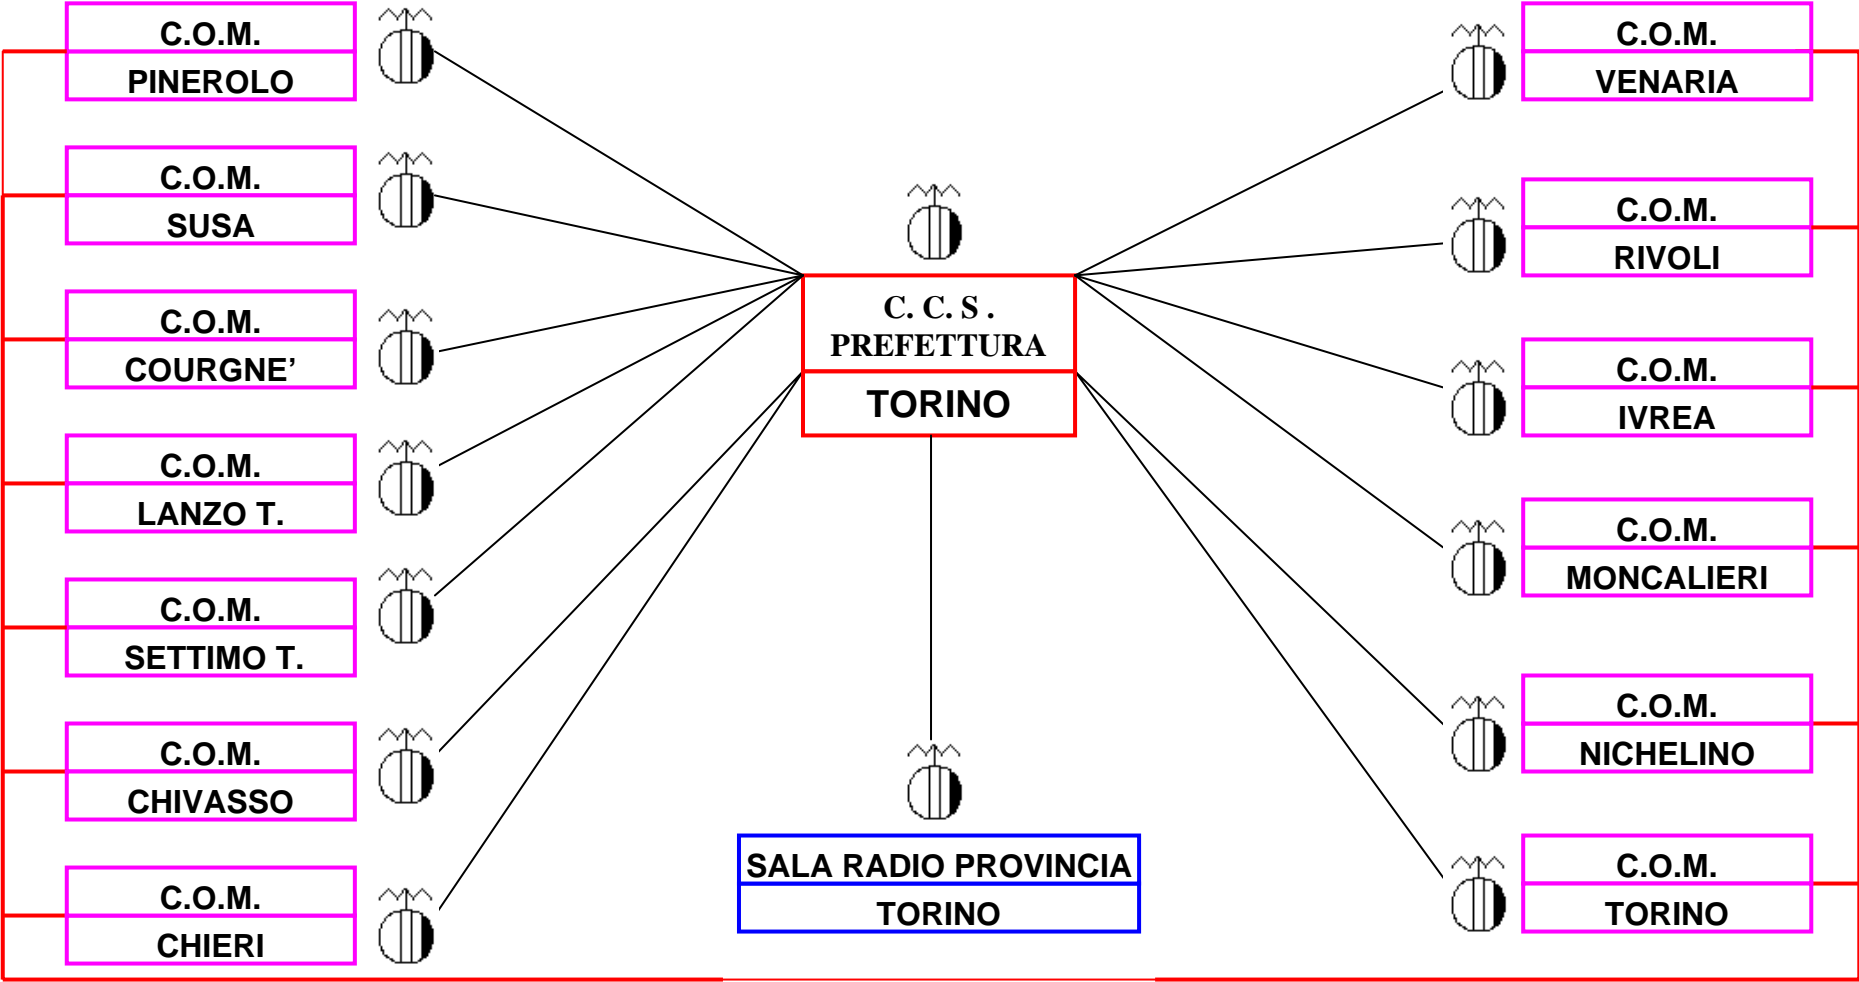 C.O.M.
PINEROLO
C.O.M.
SUSA
C.O.M.
COURGNE’
C.O.M.
LANZO T.
C.O.M.
SETTIMO T.
C.O.M.
CHIVASSO
C.O.M.
CHIERI
C. C. S .
PREFETTURA
TORINO
SALA RADIO PROVINCIA
TORINO
C.O.M.
VENARIA
C.O.M.
RIVOLI
C.O.M.
IVREA
C.O.M.
MONCALIERI
C.O.M.
NICHELINO
C.O.M.
TORINO